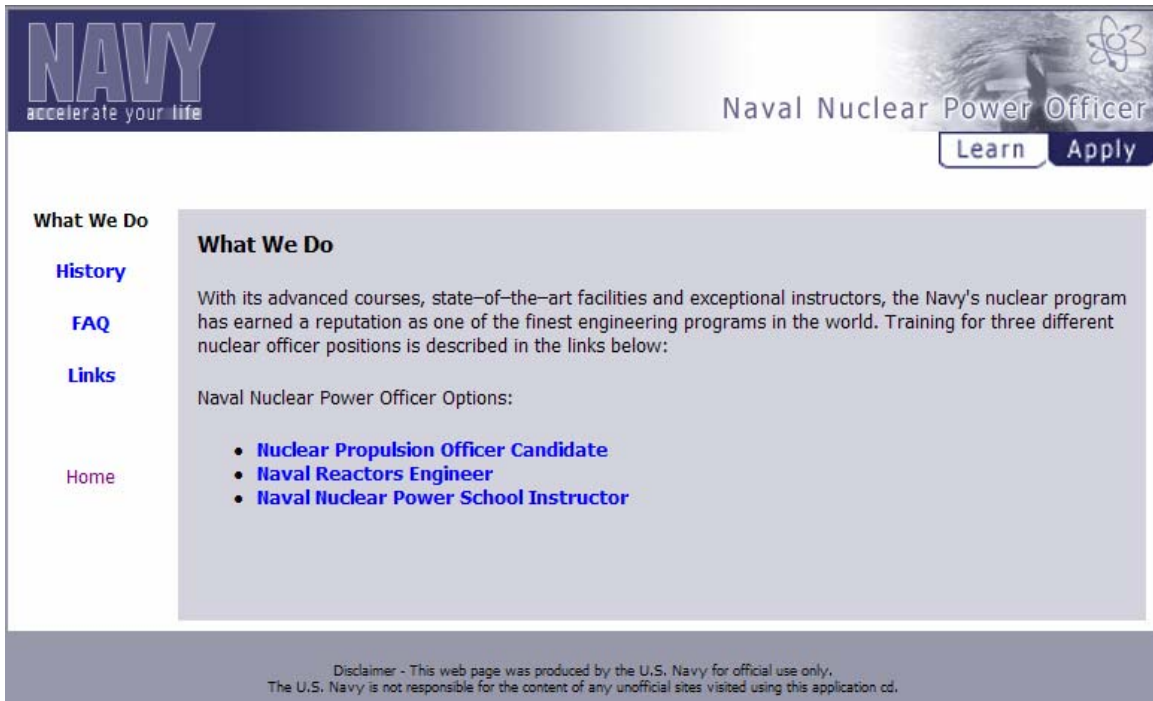 NAVY
accelerate your life
Naval Nuclear Power Officer
Learn
Apply
What We Do
History
FAQ
Links
Home
What We Do
With its advanced courses, state–of–the–art facilities and exceptional instructors, the Navy's nuclear program
has earned a reputation as one of the finest engineering programs in the world. Training for three different
nuclear officer positions is described in the links below:
Naval Nuclear Power Officer Options:
• Nuclear Propulsion Officer Candidate
• Naval Reactors Engineer
• Naval Nuclear Power School Instructor
Disclaimer - This web page was produced by the U.S. Navy for official use only.
The U.S. Navy is not responsible for the content of any unofficial sites visited using this application cd.